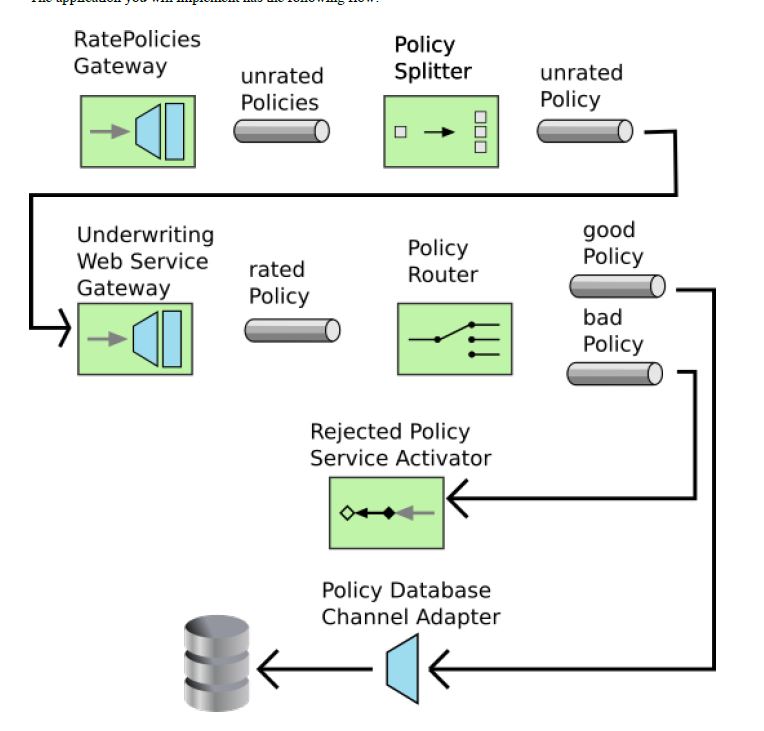 The application you will implement has the following flow:
RatePolicies
Gateway
unrated
Policies
Policy
Splitter
unrated
Policy
Underwriting
Web Service
Gateway
rated
Policy
Policy
Router
good
Policy
bad
Policy
Rejected Policy
Service Activator
Policy Database
Channel Adapter